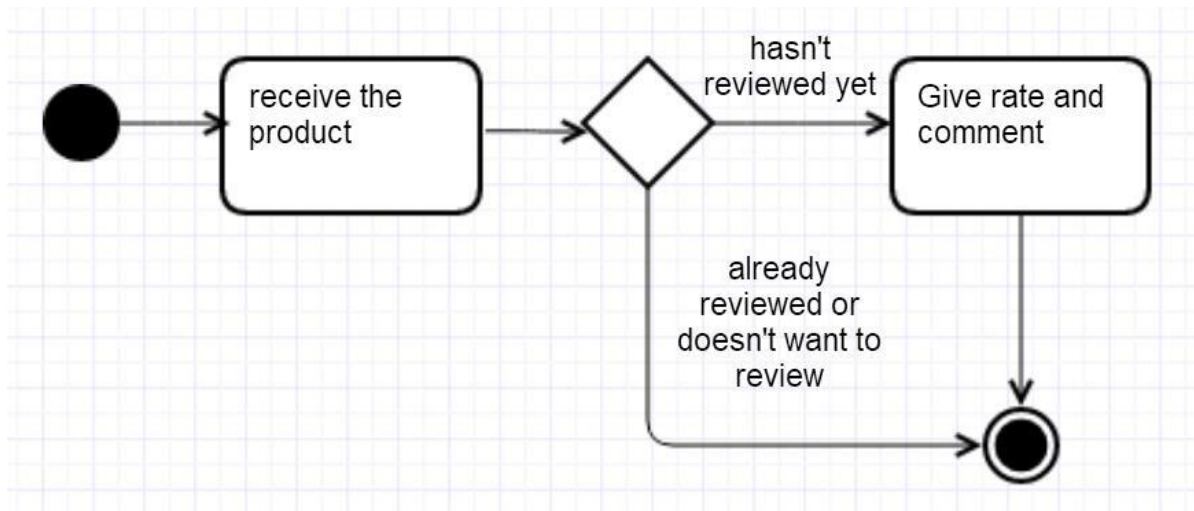 receive the
product
hasn't
reviewed yet
Give rate and
comment
already
reviewed or
doesn't want to
review